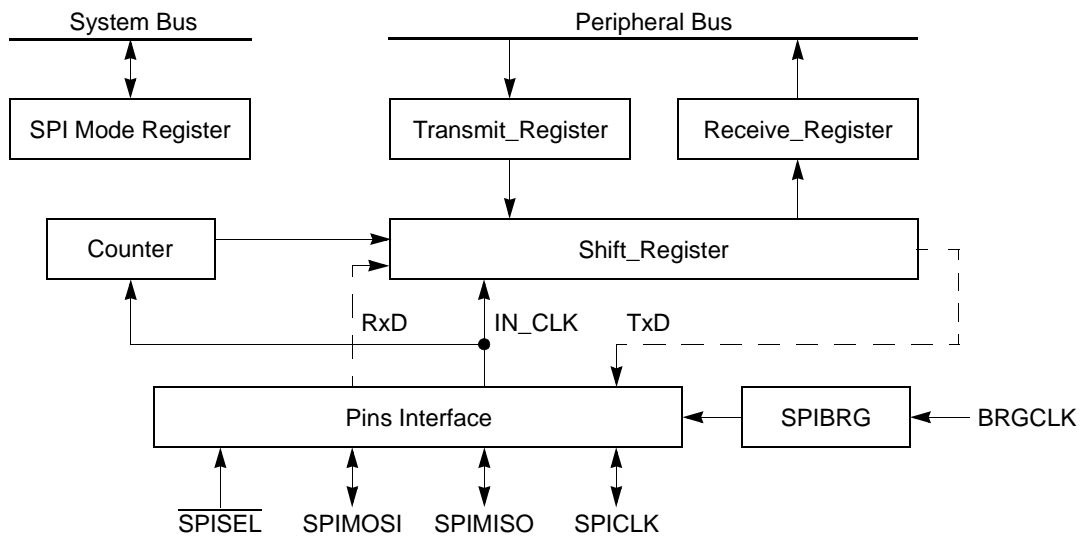 System Bus
Peripheral Bus
SPI Mode Register
Transmit_Register
Receive_Register
Counter
Shift_Register
RxD
IN_CLK
TxD
Pins Interface
SPIBRG
BRGCLK
SPISEL
SPIMOSI
SPIMISO
SPICLK